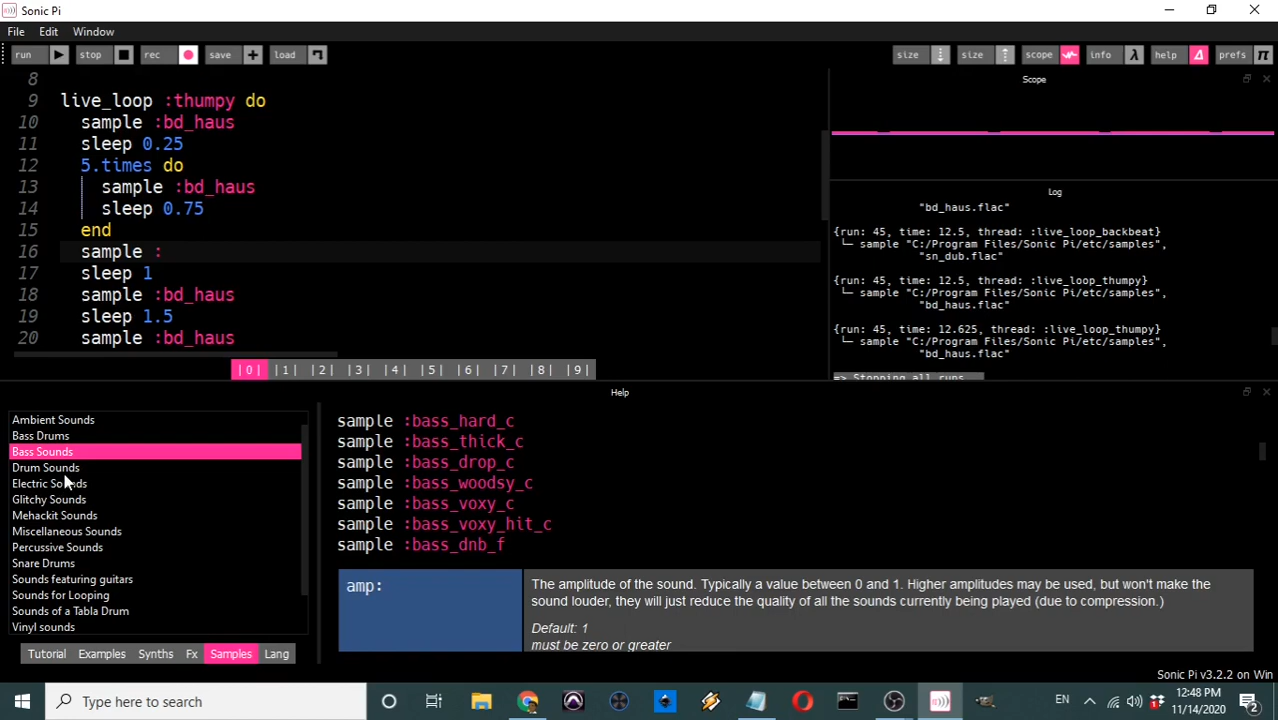 Sonic Pi
File Edit Window
run stop rec save load size size scope info help prefs
8
9 live_loop :thumpy do
10 sample :bd_haus
11 sleep 0.25
12 5.times do
13 sample :bd_haus
14 sleep 0.75
15 end
16 sample :
17 sleep 1
18 sample :bd_haus
19 sleep 1.5
20 sample :bd_haus
|0| |1| |2| |3| |4| |5| |6| |7| |8| |9|
Scope
Log
"bd_haus.flac"
{run: 45, time: 12.5, thread: :live_loop_backbeat}
└─ sample "C:/Program Files/Sonic Pi/etc/samples",
"sn_dub.flac"
{run: 45, time: 12.5, thread: :live_loop_thumpy}
└─ sample "C:/Program Files/Sonic Pi/etc/samples",
"bd_haus.flac"
{run: 45, time: 12.625, thread: :live_loop_thumpy}
└─ sample "C:/Program Files/Sonic Pi/etc/samples",
"bd_haus.flac"
=> Stopping all runs...
Help
Ambient Sounds
Bass Drums
Bass Sounds
Drum Sounds
Electric Sounds
Glitchy Sounds
Mehackit Sounds
Miscellaneous Sounds
Percussive Sounds
Snare Drums
Sounds featuring guitars
Sounds for Looping
Sounds of a Tabla Drum
Vinyl sounds
Tutorial Examples Synths Fx Samples Lang
sample :bass_hard_c
sample :bass_thick_c
sample :bass_drop_c
sample :bass_woodsy_c
sample :bass_voxy_c
sample :bass_voxy_hit_c
sample :bass_dnb_f
amp:
The amplitude of the sound. Typically a value between 0 and 1. Higher amplitudes may be used, but won't make the
sound louder, they will just reduce the quality of all the sounds currently being played (due to compression.)
Default: 1
must be zero or greater
Sonic Pi v3.2.2 on Win
Type here to search
EN
12:48 PM
11/14/2020
2